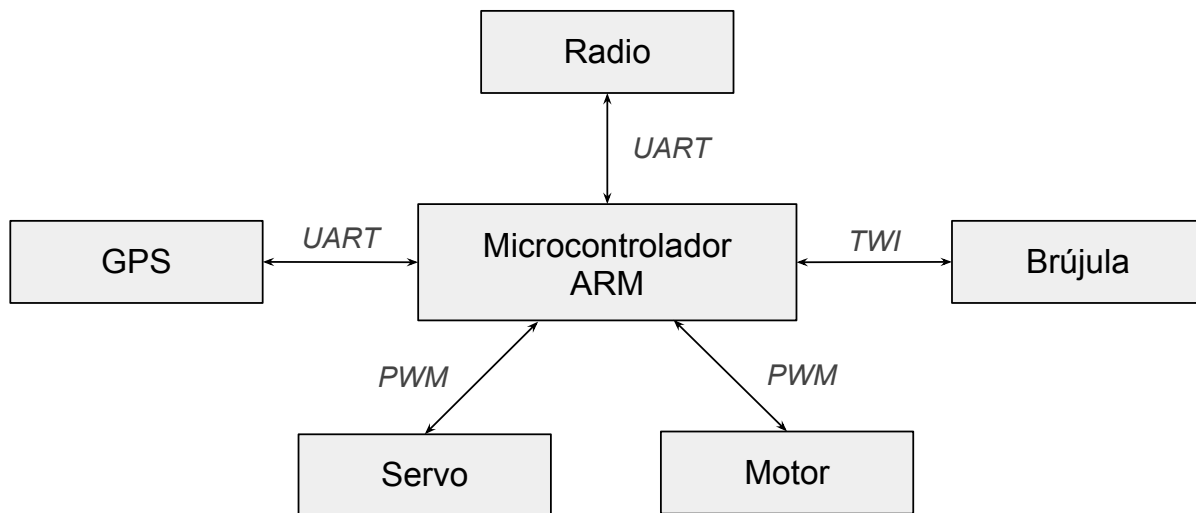 Radio
UART
GPS
UART
Microcontrolador
ARM
TWI
Brújula
PWM
PWM
Servo
Motor